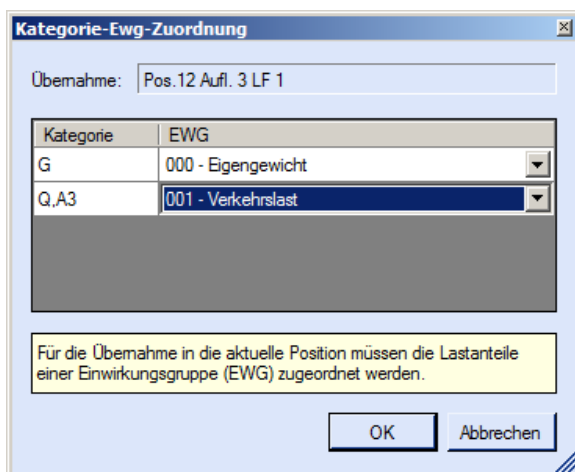 Kategorie-Ewg-Zuordnung
Übernahme: Pos.12 Aufl. 3 LF 1
Kategorie EWG
G 000 - Eigengewicht
Q,A3 001 - Verkehrslast
Für die Übernahme in die aktuelle Position müssen die Lastanteile
einer Einwirkungsgruppe (EWG) zugeordnet werden.
OK Abbrechen